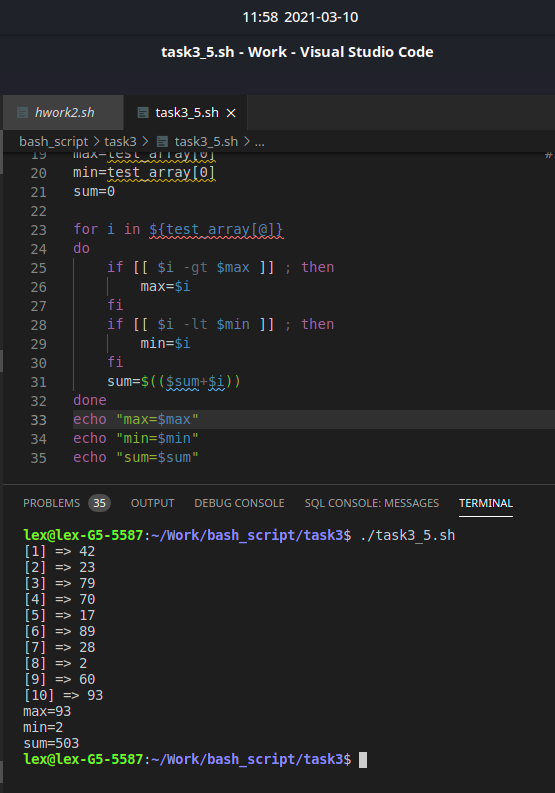 11:58 2021-03-10
task3_5.sh - Work - Visual Studio Code
hwork2.sh task3_5.sh ×
bash_script > task3 > task3_5.sh > ...
19 max=test_array[0] #
20 min=test_array[0]
21 sum=0
22
23 for i in ${test_array[@]}
24 do
25 if [[ $i -gt $max ]] ; then
26 max=$i
27 fi
28 if [[ $i -lt $min ]] ; then
29 min=$i
30 fi
31 sum=$(($sum+$i))
32 done
33 echo "max=$max"
34 echo "min=$min"
35 echo "sum=$sum"
PROBLEMS 35 OUTPUT DEBUG CONSOLE SQL CONSOLE: MESSAGES TERMINAL
lex@lex-G5-5587:~/Work/bash_script/task3$ ./task3_5.sh
[1] => 42
[2] => 23
[3] => 79
[4] => 70
[5] => 17
[6] => 89
[7] => 28
[8] => 2
[9] => 60
[10] => 93
max=93
min=2
sum=503
lex@lex-G5-5587:~/Work/bash_script/task3$